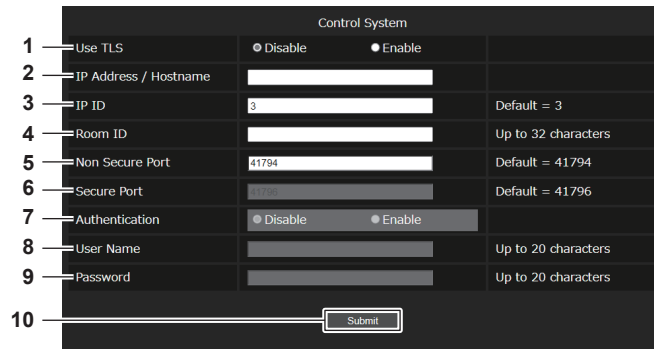 Control System
1 Use TLS Disable Enable
2 IP Address / Hostname
3 IP ID 3 Default = 3
4 Room ID Up to 32 characters
5 Non Secure Port 41794 Default = 41794
6 Secure Port 41796 Default = 41796
7 Authentication Disable Enable
8 User Name Up to 20 characters
9 Password Up to 20 characters
10 Submit